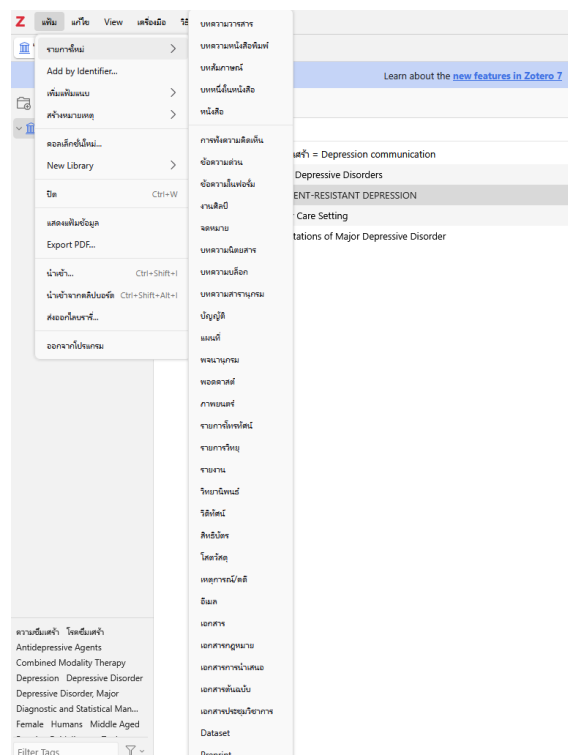 Z แฟ้ม แก้ไข View เครื่องมือ
Learn about the new features in Zotero 7
รายการใหม่
Add by Identifier...
เพิ่มแฟ้มแนบ
สร้างหมายเหตุ
คอลเล็กชันใหม่...
New Library
ปิด Ctrl+W
แสดงแฟ้มข้อมูล
Export PDF...
นำเข้า... Ctrl+Shift+I
นำเข้าจากคลิปบอร์ด Ctrl+Shift+Alt+I
ส่งออกไลบรารี่...
ออกจากโปรแกรม
บทความวารสาร
บทความหนังสือพิมพ์
บทสัมภาษณ์
บทหนึ่งในหนังสือ
หนังสือ
การฟังความคิดเห็น
ข้อความด่วน
ข้อความในฟอรั่ม
งานศิลป์
จดหมาย
บทความนิตยสาร
บทความบล็อก
บทความสารานุกรม
บัญญัติ
แผนที่
พจนานุกรม
พอดคาสต์
ภาพยนตร์
รายการโทรทัศน์
รายการวิทยุ
รายงาน
วิทยานิพนธ์
วิดีทัศน์
สิทธิบัตร
โสตวัสดุ
เหตุการณ์/คดี
อีเมล
เอกสาร
เอกสารกฎหมาย
เอกสารการนำเสนอ
เอกสารต้นฉบับ
เอกสารประชุมวิชาการ
Dataset
Preprint
= Depression communication
Depressive Disorders
ENT-RESISTANT DEPRESSION
Care Setting
tations of Major Depressive Disorder
ความซึมเศร้า โรคซึมเศร้า
Antidepressive Agents
Combined Modality Therapy
Depression Depressive Disorder
Depressive Disorder, Major
Diagnostic and Statistical Man...
Female Humans Middle Aged
Filter Tags